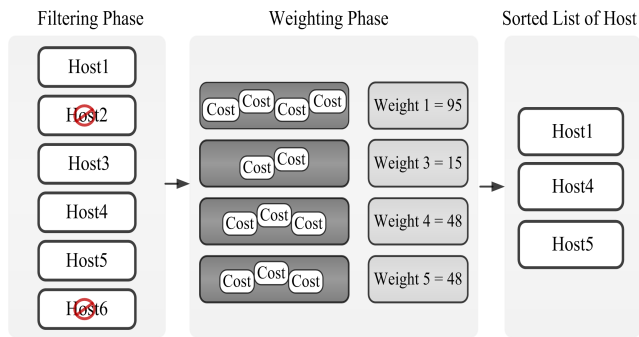 Filtering Phase
Weighting Phase
Sorted List of Host
Host1
Host2
Host3
Host4
Host5
Host6
Cost Cost Cost Cost
Weight 1 = 95
Cost Cost
Weight 3 = 15
Cost Cost Cost
Weight 4 = 48
Cost Cost Cost
Weight 5 = 48
Host1
Host4
Host5